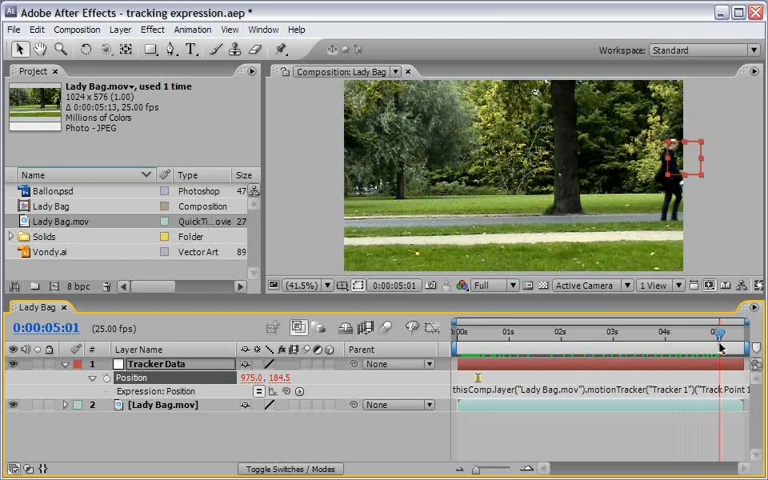 Adobe After Effects - tracking expression.aep *
File Edit Composition Layer Effect Animation View Window Help
Workspace: Standard
Project
Composition: Lady Bag
Lady Bag.mov, used 1 time
1024 x 576 (1.00)
Δ 0:00:05:13, 25.00 fps
Millions of Colors
Photo - JPEG
Name Type Size
Ballon.psd Photoshop 47
Lady Bag Composition
Lady Bag.mov QuickTi...ovie 27
Solids Folder
Vondy.ai Vector Art 89
8 bpc
(41.5%) 0:00:05:01 Full Active Camera 1 View
Lady Bag
0:00:05:01 (25.00 fps)
# Layer Name Parent
0:00s 01s 02s 03s 04s
1 Tracker Data None
Position 975.0, 184.5
Expression: Position
thisComp.layer("Lady Bag.mov").motionTracker("Tracker 1")("Track Point 1
2 [Lady Bag.mov] None
Toggle Switches / Modes